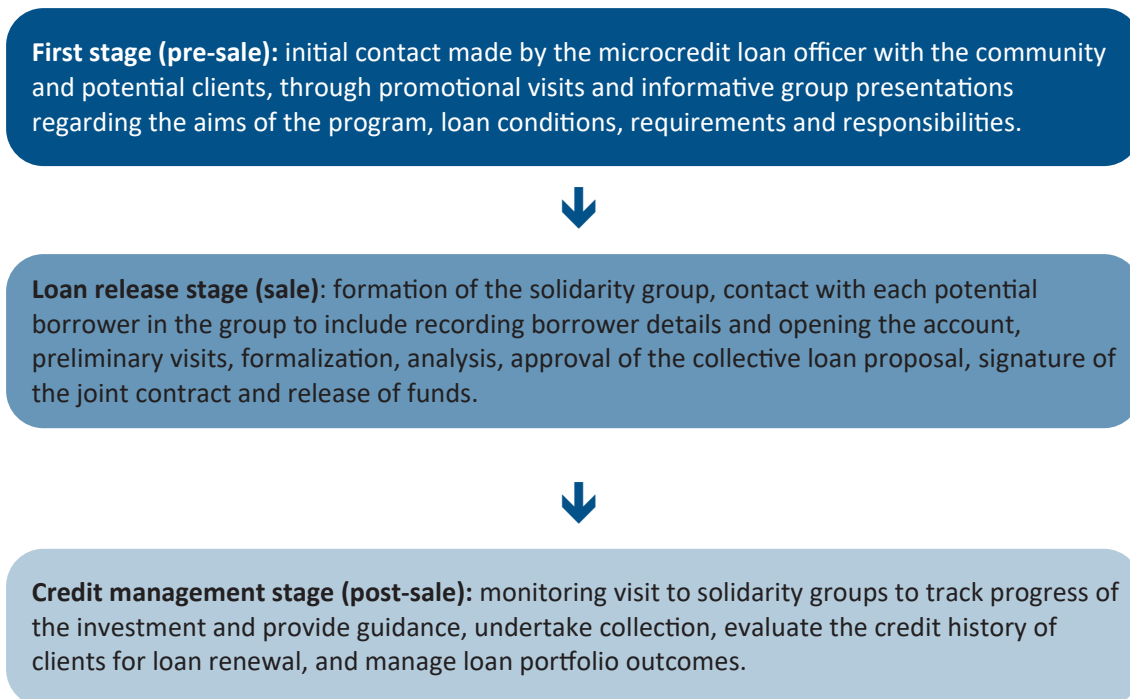 First stage (pre-sale): initial contact made by the microcredit loan officer with the community
and potential clients, through promotional visits and informative group presentations
regarding the aims of the program, loan conditions, requirements and responsibilities.
Loan release stage (sale): formation of the solidarity group, contact with each potential
borrower in the group to include recording borrower details and opening the account,
preliminary visits, formalization, analysis, approval of the collective loan proposal, signature of
the joint contract and release of funds.
Credit management stage (post-sale): monitoring visit to solidarity groups to track progress of
the investment and provide guidance, undertake collection, evaluate the credit history of
clients for loan renewal, and manage loan portfolio outcomes.